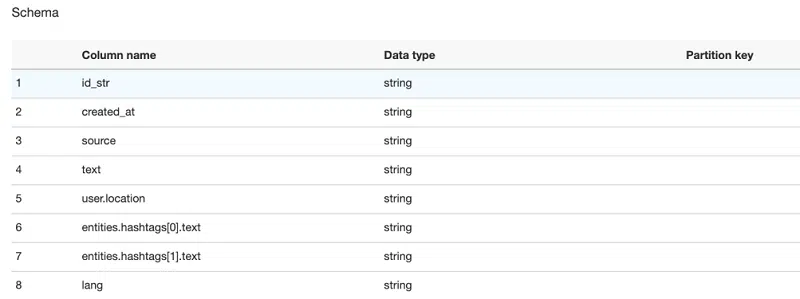 Schema
Column name Data type Partition key
1 id_str string
2 created_at string
3 source string
4 text string
5 user.location string
6 entities.hashtags[0].text string
7 entities.hashtags[1].text string
8 lang string